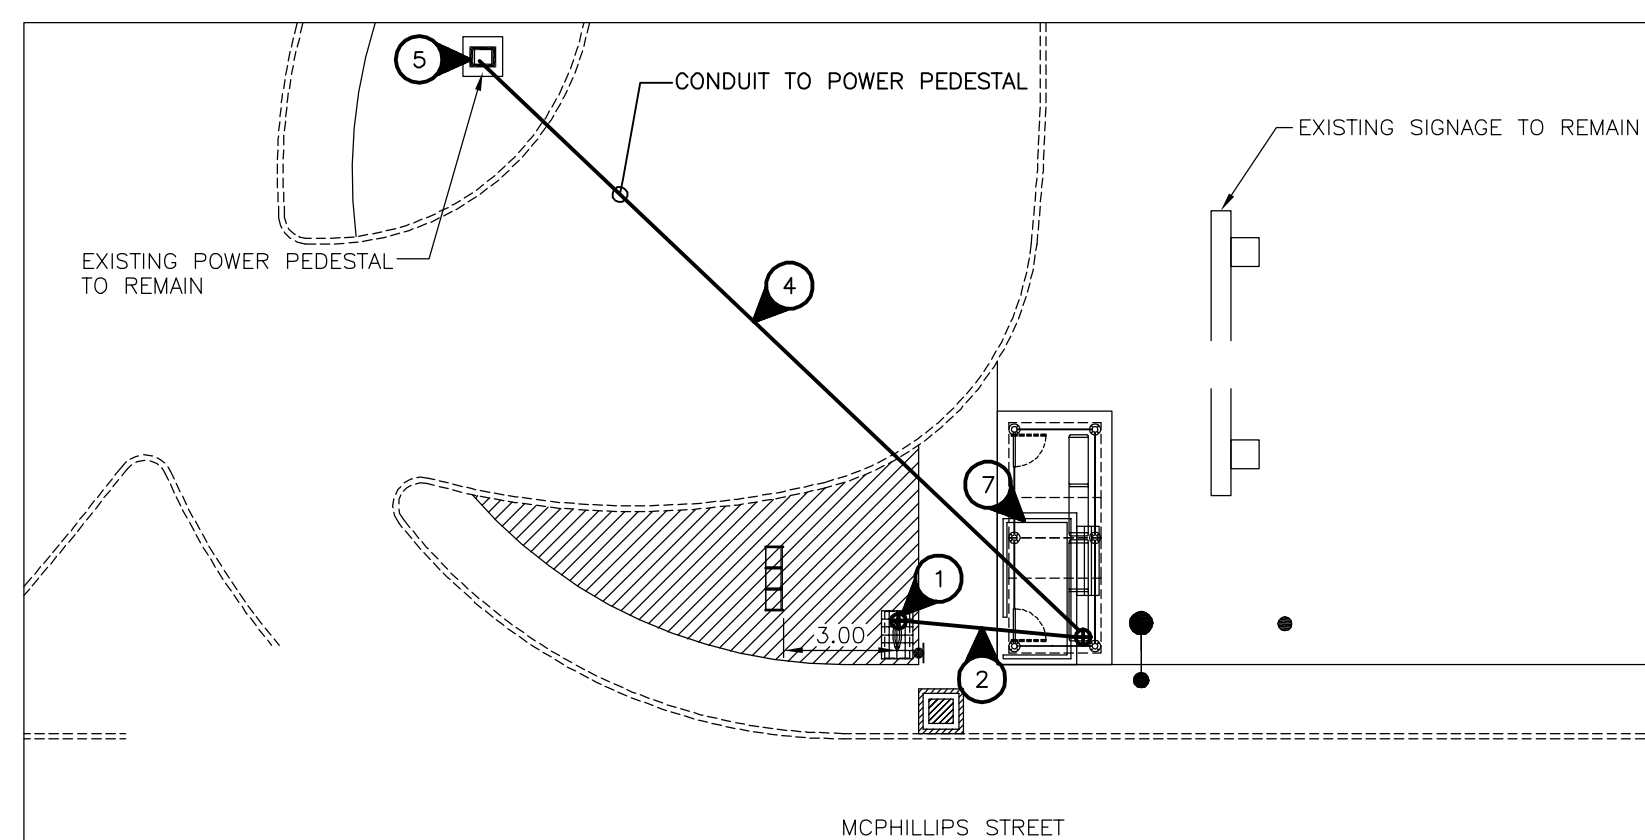 5
CONDUIT TO POWER PEDESTAL
EXISTING SIGNAGE TO REMAIN
EXISTING POWER PEDESTAL
TO REMAIN
4
7
1
3.00
2
MCPHILLIPS STREET